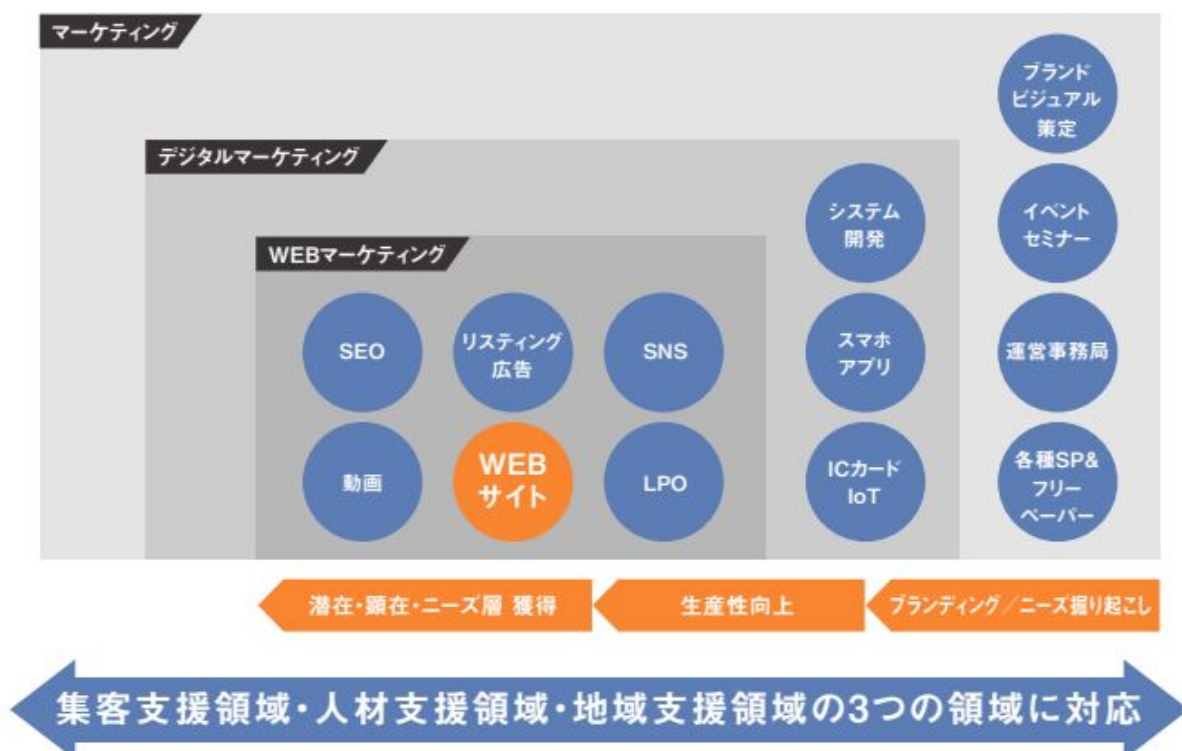 マーケティング
ブランド
ビジュアル
策定
デジタルマーケティング
システム
開発
イベント
セミナー
WEBマーケティング
SEO
リスティング
広告
SNS
スマホ
アプリ
運営事務局
動画
WEB
サイト
LPO
ICカード
IoT
各種SP&
フリー
ペーパー
潜在・顕在・ニーズ層 獲得
生産性向上
ブランディング/ニーズ掘り起こし
集客支援領域・人材支援領域・地域支援領域の3つの領域に対応